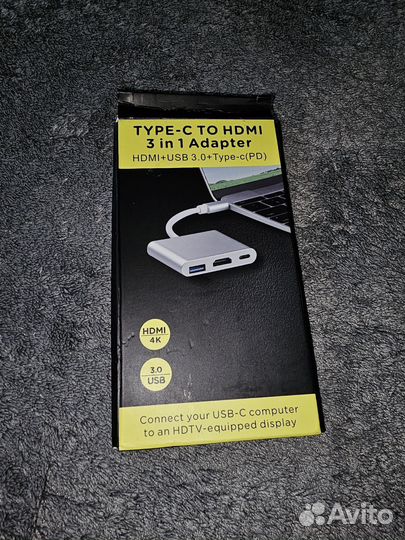 TYPE-C TO HDMI
3 in 1 Adapter
HDMI+USB 3.0+Type-c(PD)
HDMI
4K
3.0
USB
Connect your USB-C computer
to an HDTV-equipped display
Avito